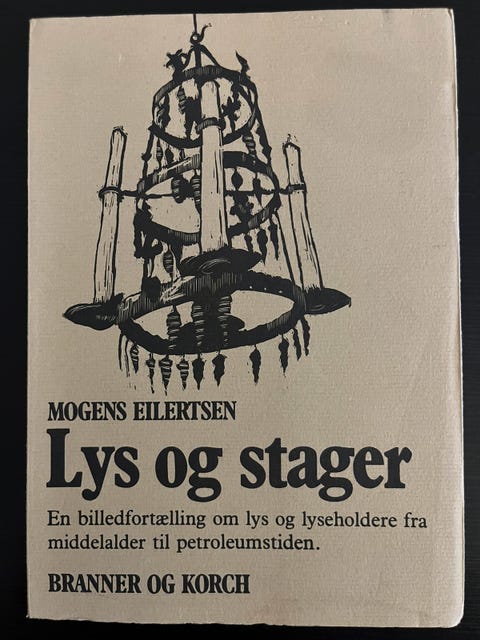 MOGENS EILERTSEN
Lys og stager
En billedfortælling om lys og lyseholdere fra
middelalder til petroleumstiden.
BRANNER OG KORCH